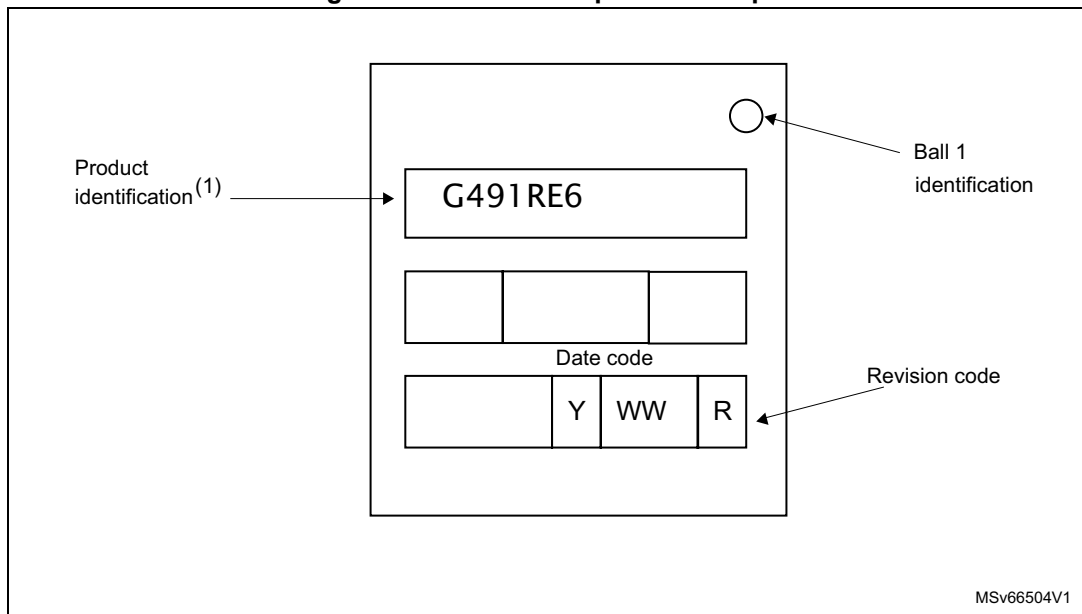 Ball 1
identification
Product
identification(1)
G491RE6
Date code
Revision code
Y WW R
MSv66504V1